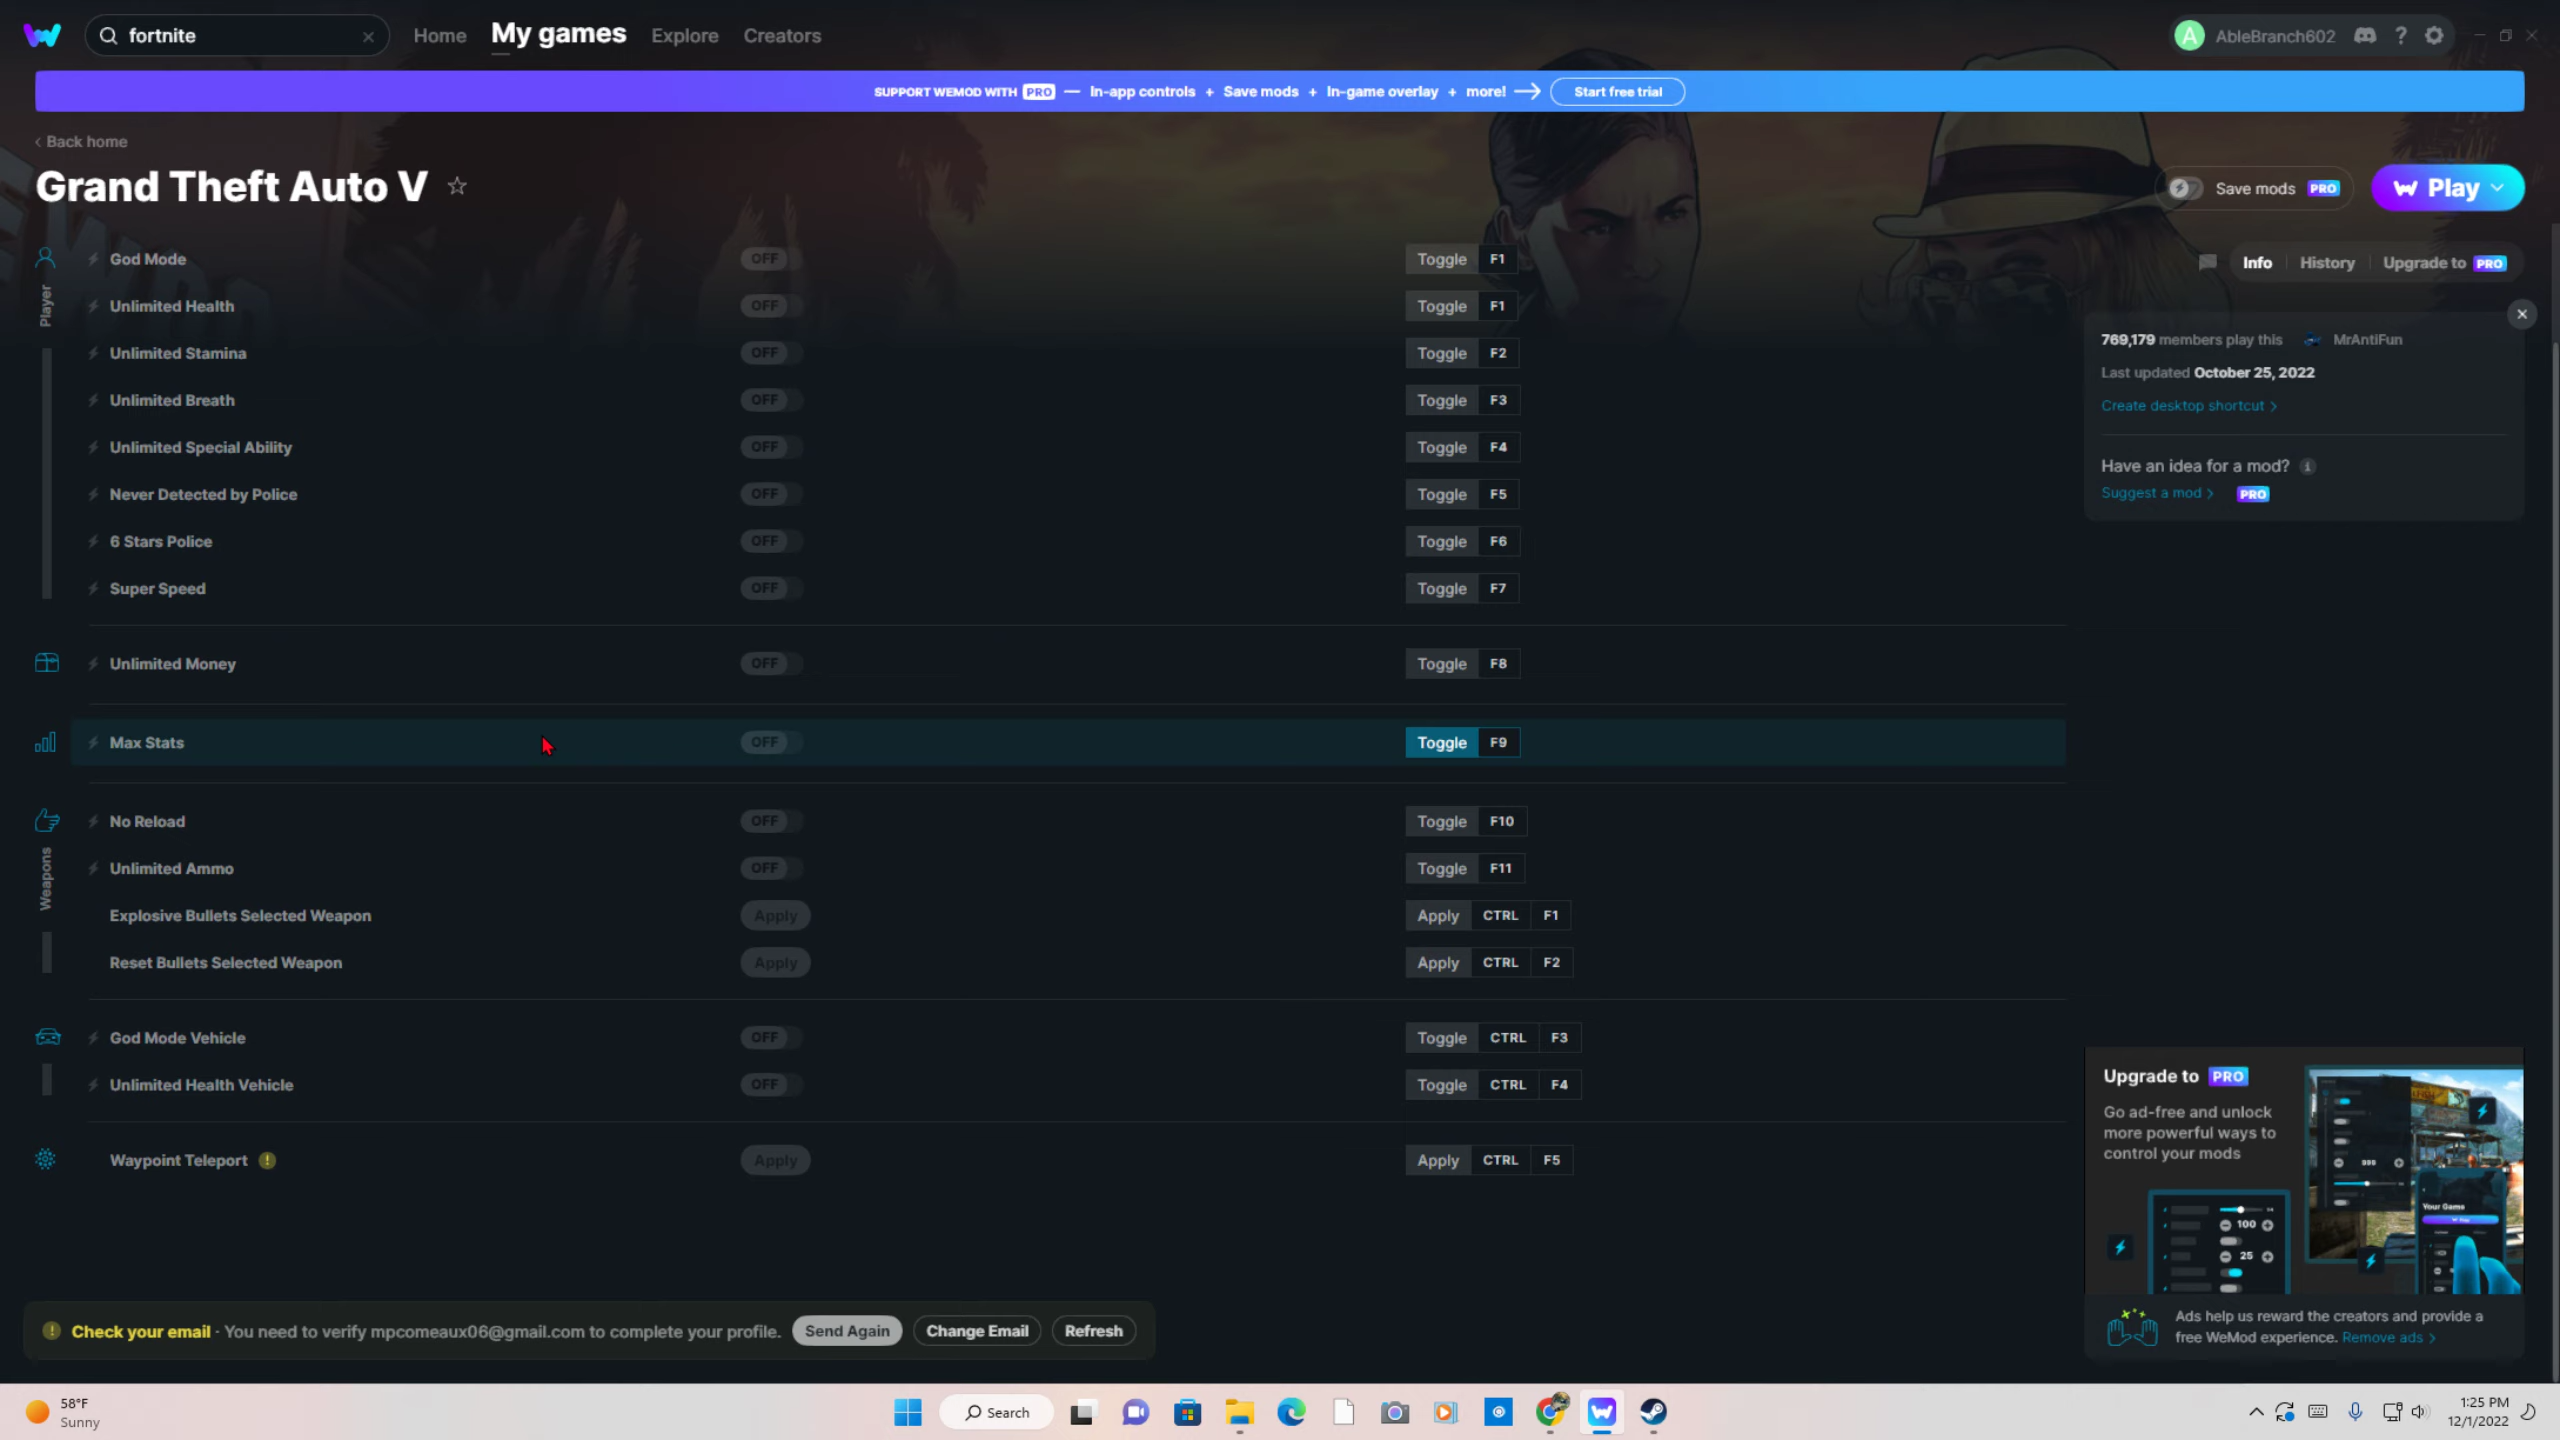 fortnite
Home
My games
Explore
Creators
A
AbleBranch602
?
SUPPORT WEMOD WITH PRO — In-app controls + Save mods + In-game overlay + more! → Start free trial
< Back home
Grand Theft Auto V
Save mods PRO
Play
Player
God Mode OFF Toggle F1
Unlimited Health OFF Toggle F1
Unlimited Stamina OFF Toggle F2
Unlimited Breath OFF Toggle F3
Unlimited Special Ability OFF Toggle F4
Never Detected by Police OFF Toggle F5
6 Stars Police OFF Toggle F6
Super Speed OFF Toggle F7
Unlimited Money OFF Toggle F8
Max Stats OFF Toggle F9
Weapons
No Reload OFF Toggle F10
Unlimited Ammo OFF Toggle F11
Explosive Bullets Selected Weapon Apply Apply CTRL F1
Reset Bullets Selected Weapon Apply Apply CTRL F2
God Mode Vehicle OFF Toggle CTRL F3
Unlimited Health Vehicle OFF Toggle CTRL F4
Waypoint Teleport ! Apply Apply CTRL F5
Info
History
Upgrade to PRO
769,179 members play this MrAntiFun
Last updated October 25, 2022
Create desktop shortcut >
Have an idea for a mod? i
Suggest a mod > PRO
Upgrade to PRO
Go ad-free and unlock
more powerful ways to
control your mods
100
25
999
Your Game
Ads help us reward the creators and provide a
free WeMod experience. Remove ads >
! Check your email · You need to verify mpcomeaux06@gmail.com to complete your profile. Send Again Change Email Refresh
58°F
Sunny
Search
1:25 PM
12/1/2022